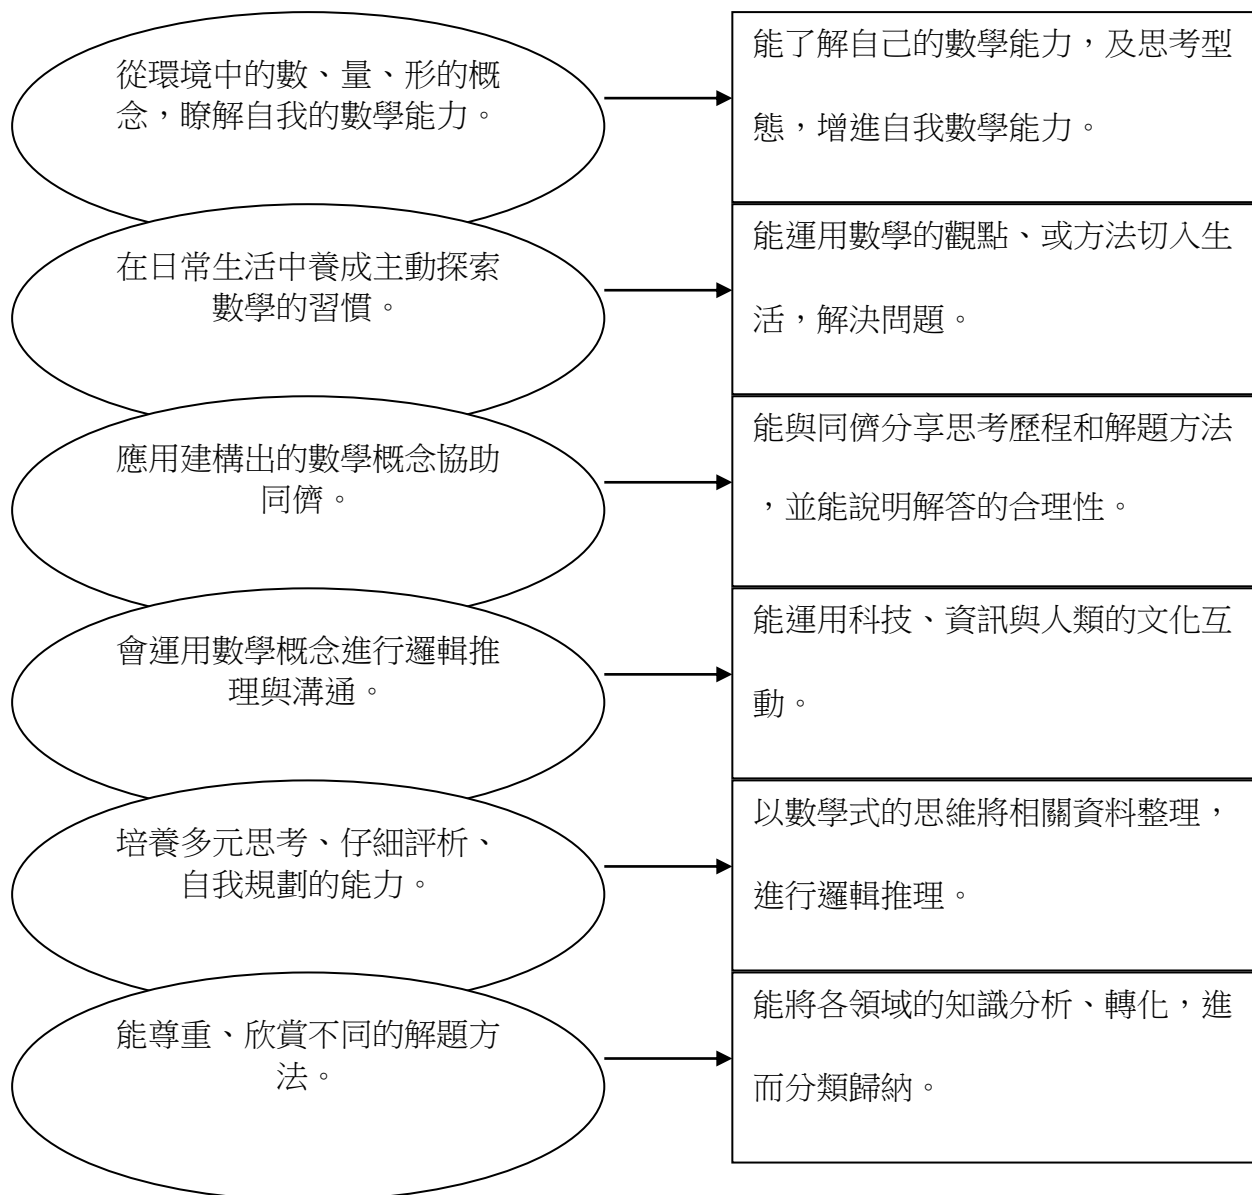 從環境中的數、量、形的概
念，瞭解自我的數學能力。
能了解自己的數學能力，及思考型
態，增進自我數學能力。
在日常生活中養成主動探索
數學的習慣。
能運用數學的觀點、或方法切入生
活，解決問題。
應用建構出的數學概念協助
同儕。
能與同儕分享思考歷程和解題方法
，並能說明解答的合理性。
會運用數學概念進行邏輯推
理與溝通。
能運用科技、資訊與人類的文化互
動。
培養多元思考、仔細評析、
自我規劃的能力。
以數學式的思維將相關資料整理，
進行邏輯推理。
能尊重、欣賞不同的解題方
法。
能將各領域的知識分析、轉化，進
而分類歸納。